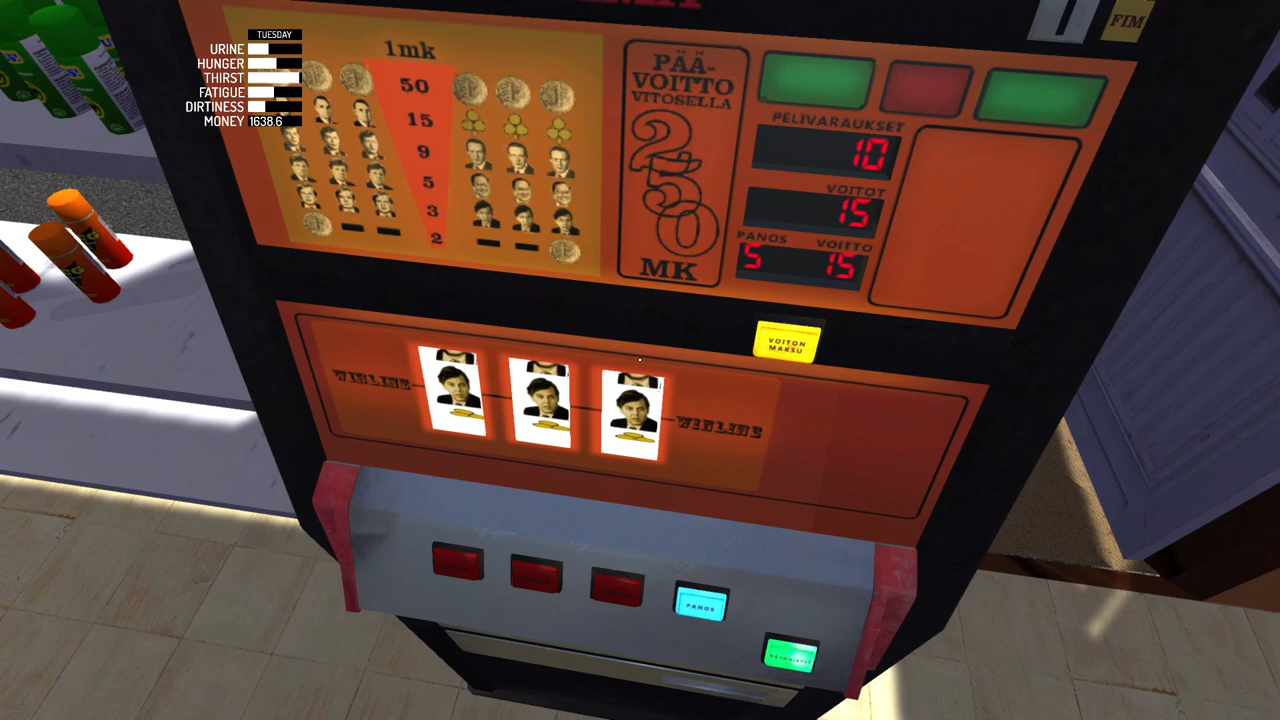 TUESDAY
URINE
HUNGER
THIRST
FATIGUE
DIRTINESS
MONEY 1638.6
FIM
1mk
50
15
9
5
3
2
PÄÄ-
VOITTO
VITOSELLA
250
MK
PELIVARAUKSET
10
VOITOT
15
PANOS VOITTO
5 15
VOITON
MAKSU
WINLINE
WINLINE
PANOS